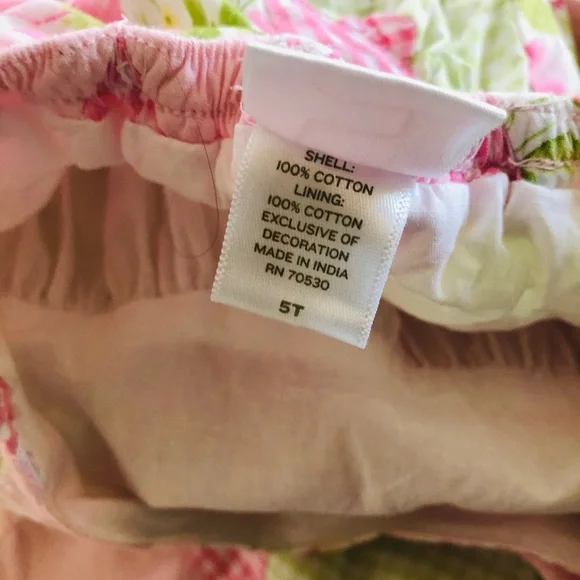 SHELL:
100% COTTON
LINING:
100% COTTON
EXCLUSIVE OF
DECORATION
MADE IN INDIA
RN 70530
5T